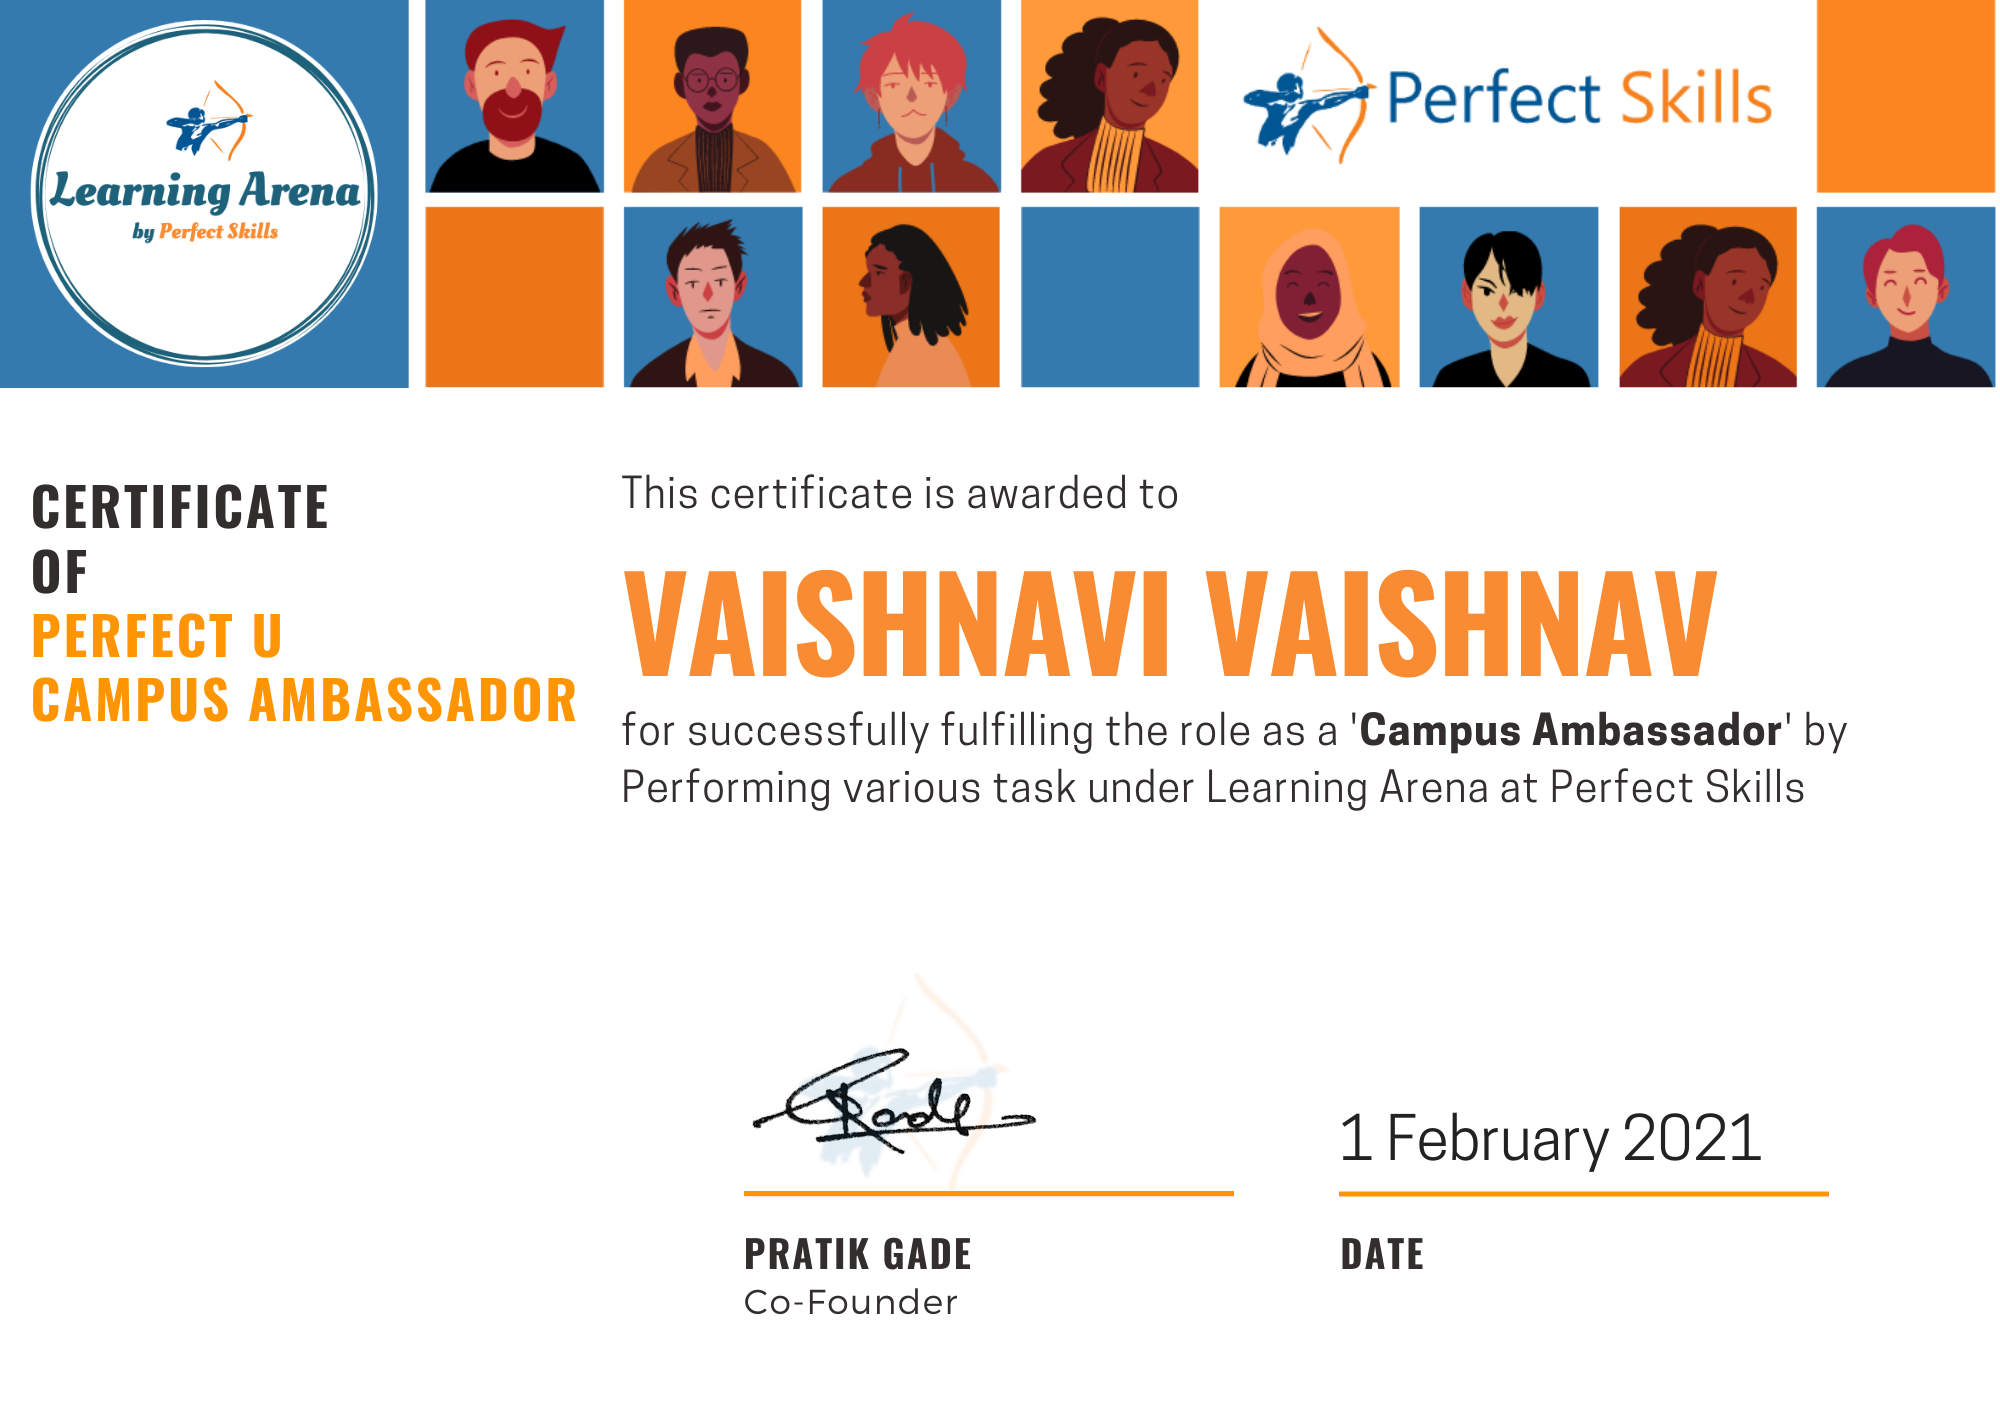 Learning Arena
by Perfect Skills
Perfect Skills
CERTIFICATE
OF
PERFECT U
CAMPUS AMBASSADOR
This certificate is awarded to
VAISHNAVI VAISHNAV
for successfully fulfilling the role as a 'Campus Ambassador' by
Performing various task under Learning Arena at Perfect Skills
Gade
1 February 2021
PRATIK GADE
Co-Founder
DATE